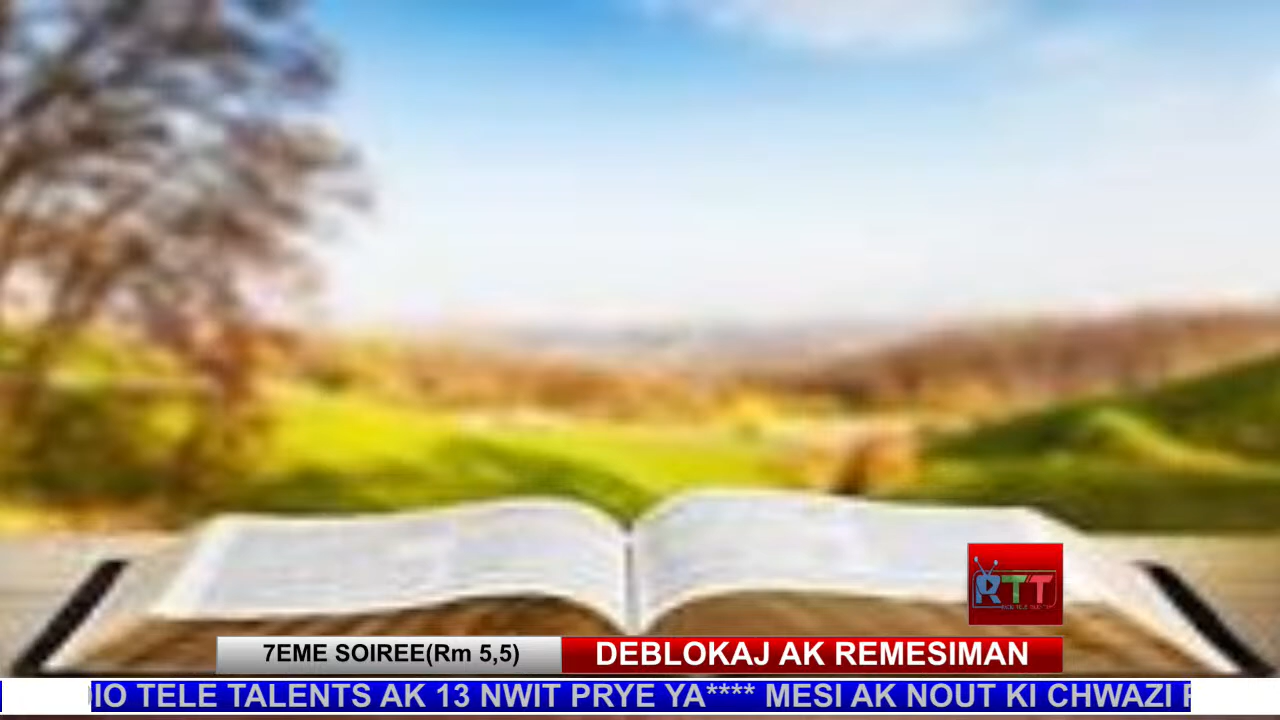 RTT
7EME SOIREE(Rm 5,5)
DEBLOKAJ AK REMESIMAN
IO TELE TALENTS AK 13 NWIT PRYE YA**** MESI AK NOUT KI CHWAZI